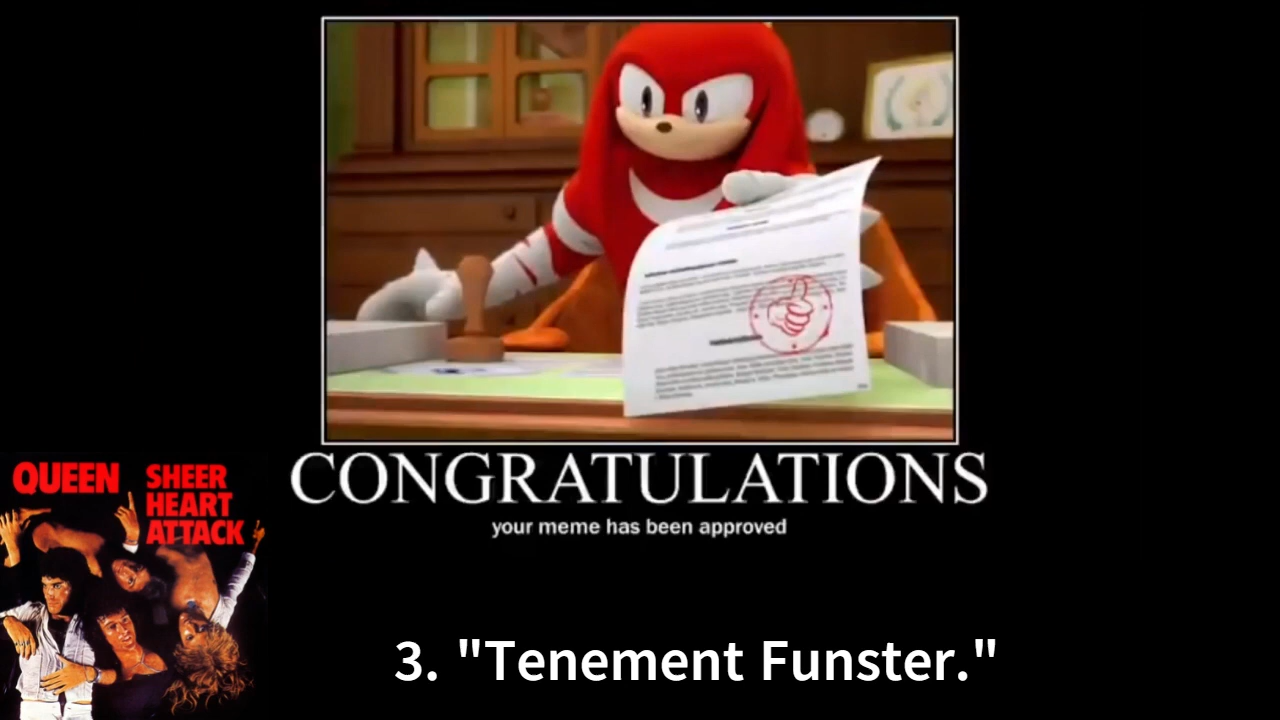 CONGRATULATIONS
your meme has been approved
QUEEN
SHEER
HEART
ATTACK
3. "Tenement Funster."